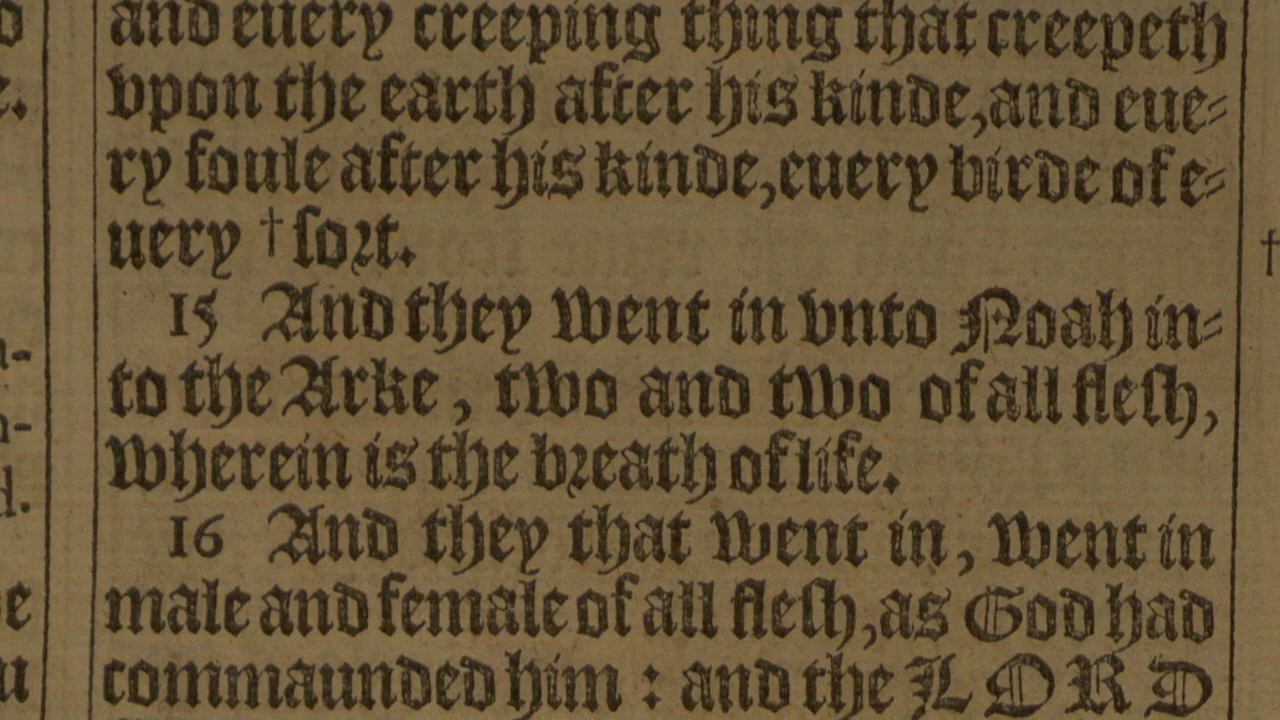 and euery creeping thing that creepeth
vpon the earth after his kinde, and eue-
ry foule after his kinde, euery birde of e-
uery † sort.
15 And they went in vnto Noah in-
to the Arke, two and two of all flesh,
wherein is the breath of life.
16 And they that went in, went in
male and female of all flesh, as God had
commaunded him : and the LORD